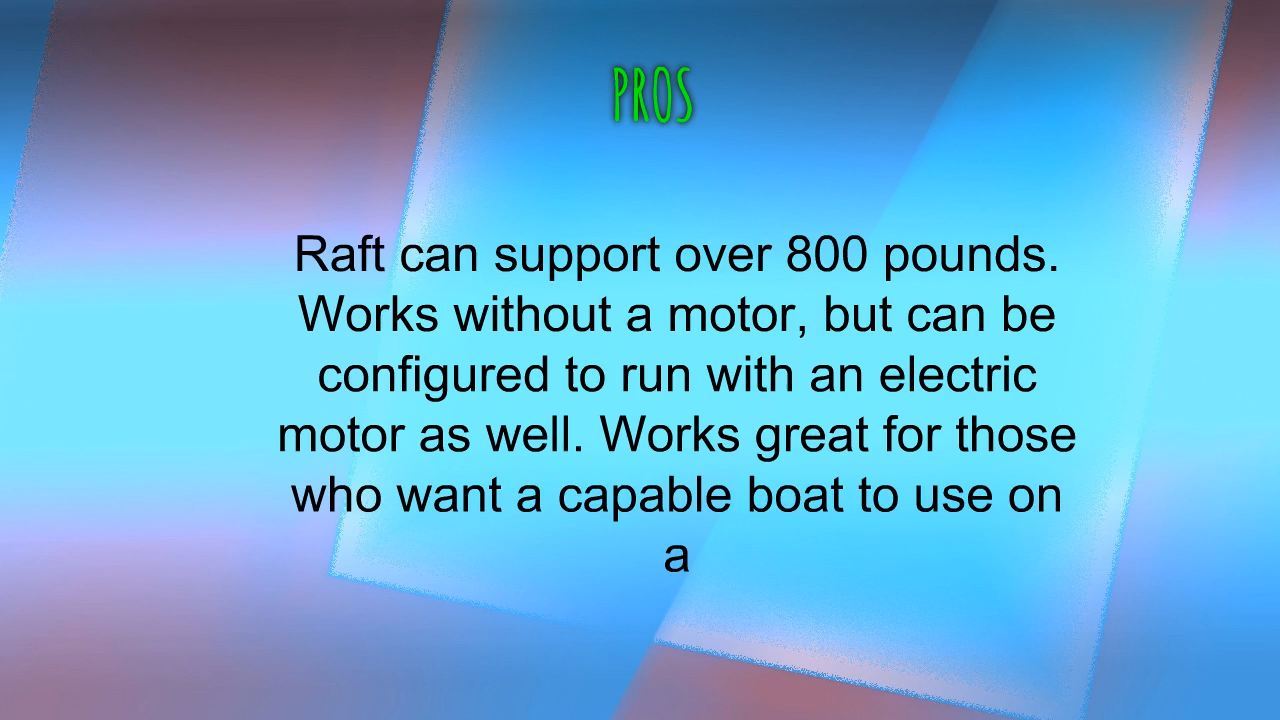 PROS
Raft can support over 800 pounds.
Works without a motor, but can be
configured to run with an electric
motor as well. Works great for those
who want a capable boat to use on
a